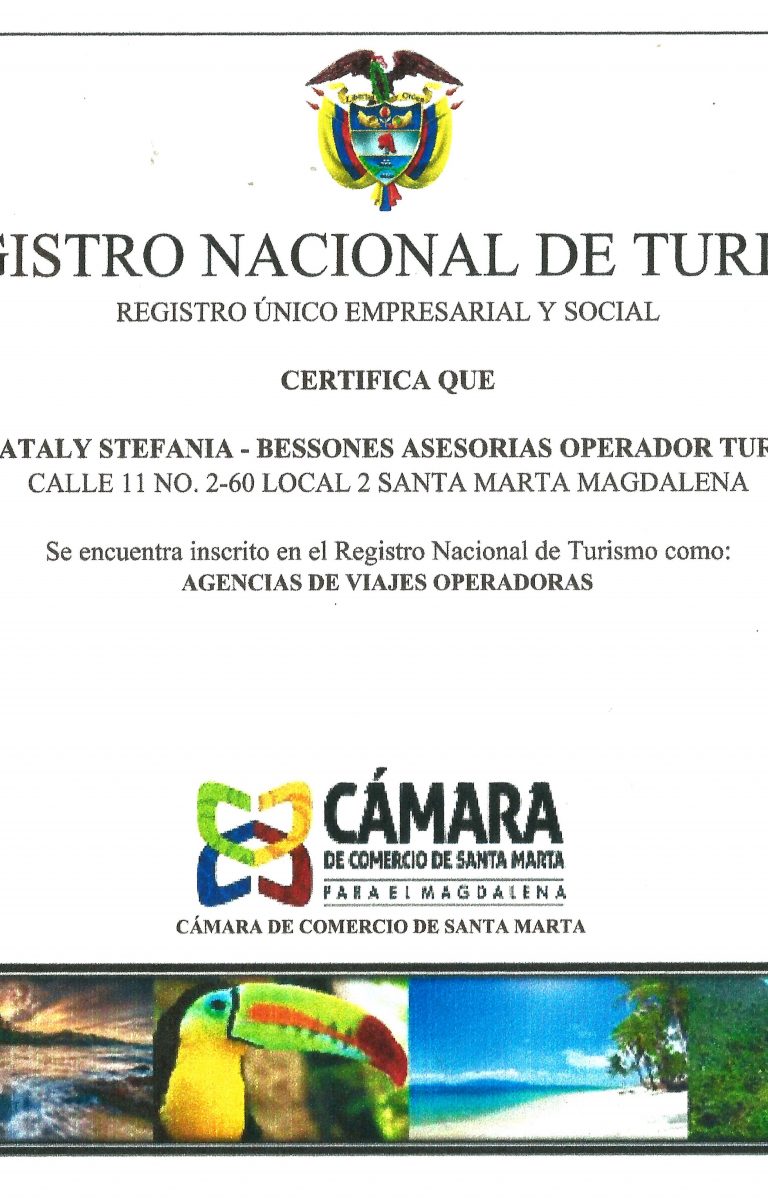 Libertad y Orden
GISTRO NACIONAL DE TURI
REGISTRO ÚNICO EMPRESARIAL Y SOCIAL
CERTIFICA QUE
ATALY STEFANIA - BESSONES ASESORIAS OPERADOR TUR
CALLE 11 NO. 2-60 LOCAL 2 SANTA MARTA MAGDALENA
Se encuentra inscrito en el Registro Nacional de Turismo como:
AGENCIAS DE VIAJES OPERADORAS
CÁMARA
DE COMERCIO DE SANTA MARTA
PARA EL MAGDALENA
CÁMARA DE COMERCIO DE SANTA MARTA